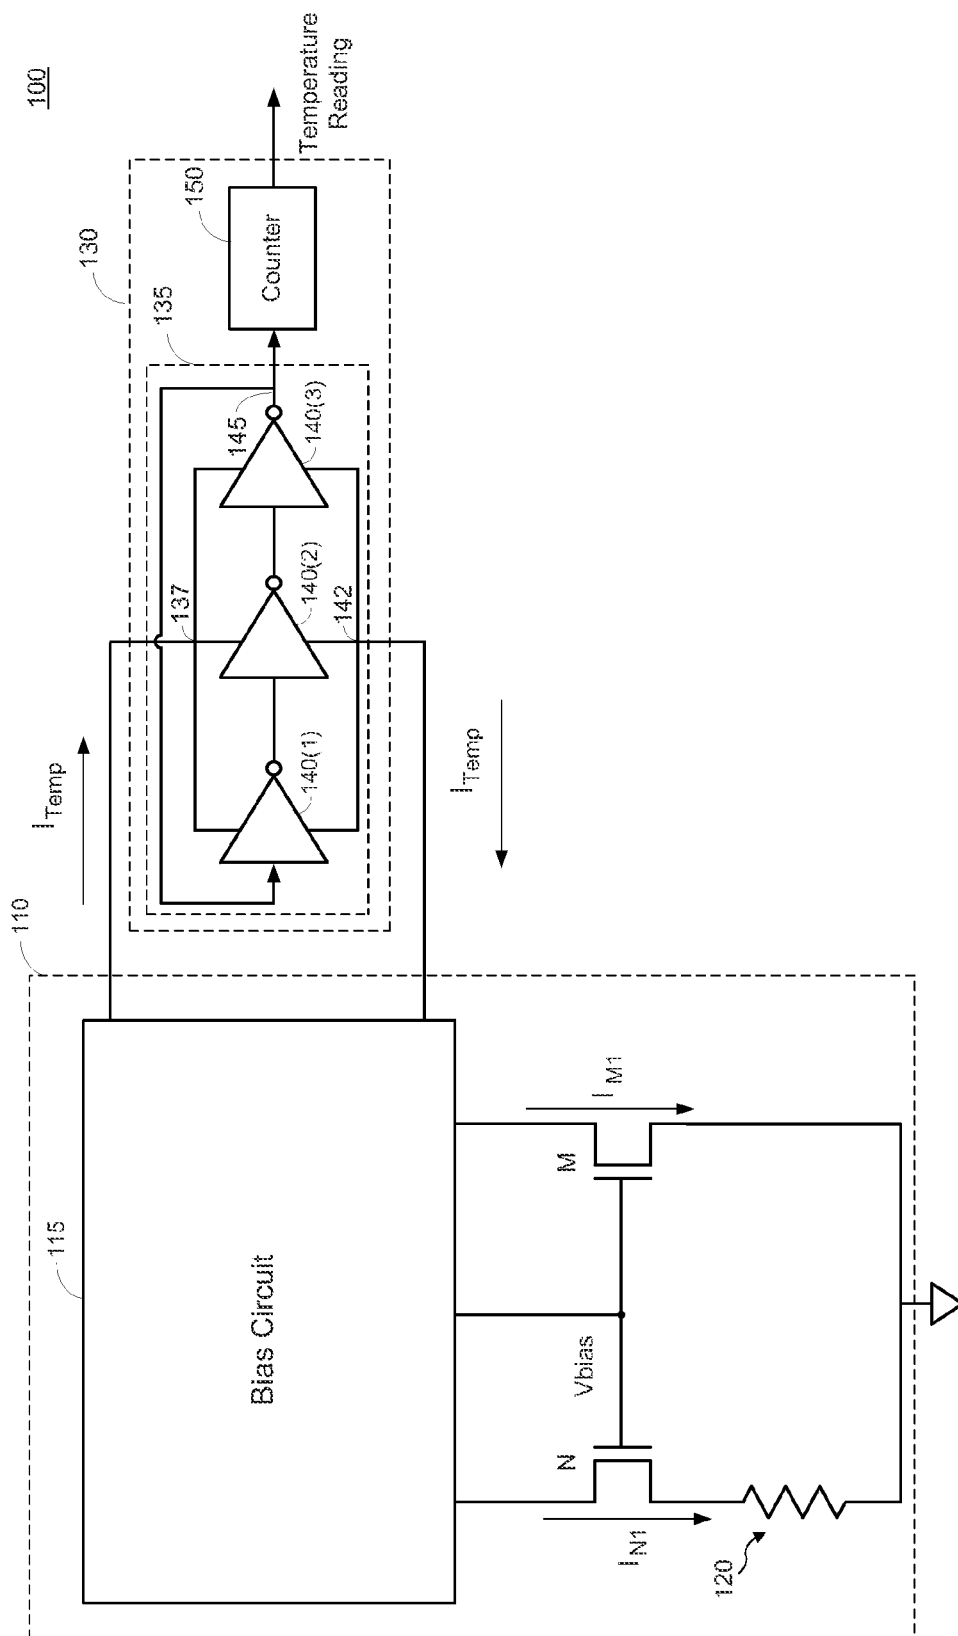 100
110
115
Bias Circuit
Vbias
N
M
I_N1
I_M1
120
I_Temp
I_Temp
130
135
137
142
140(1)
140(2)
140(3)
145
150
Counter
Temperature
Reading